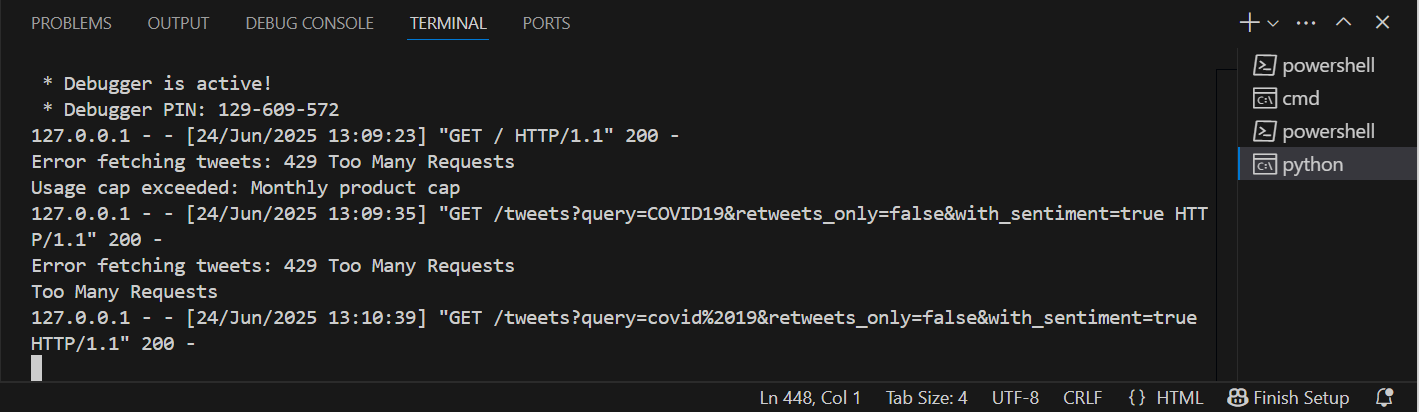 PROBLEMS OUTPUT DEBUG CONSOLE TERMINAL PORTS
* Debugger is active!
* Debugger PIN: 129-609-572
127.0.0.1 - - [24/Jun/2025 13:09:23] "GET / HTTP/1.1" 200 -
Error fetching tweets: 429 Too Many Requests
Usage cap exceeded: Monthly product cap
127.0.0.1 - - [24/Jun/2025 13:09:35] "GET /tweets?query=COVID19&retweets_only=false&with_sentiment=true HTT
P/1.1" 200 -
Error fetching tweets: 429 Too Many Requests
Too Many Requests
127.0.0.1 - - [24/Jun/2025 13:10:39] "GET /tweets?query=covid%2019&retweets_only=false&with_sentiment=true
HTTP/1.1" 200 -
powershell
cmd
powershell
python
Ln 448, Col 1 Tab Size: 4 UTF-8 CRLF {} HTML Finish Setup